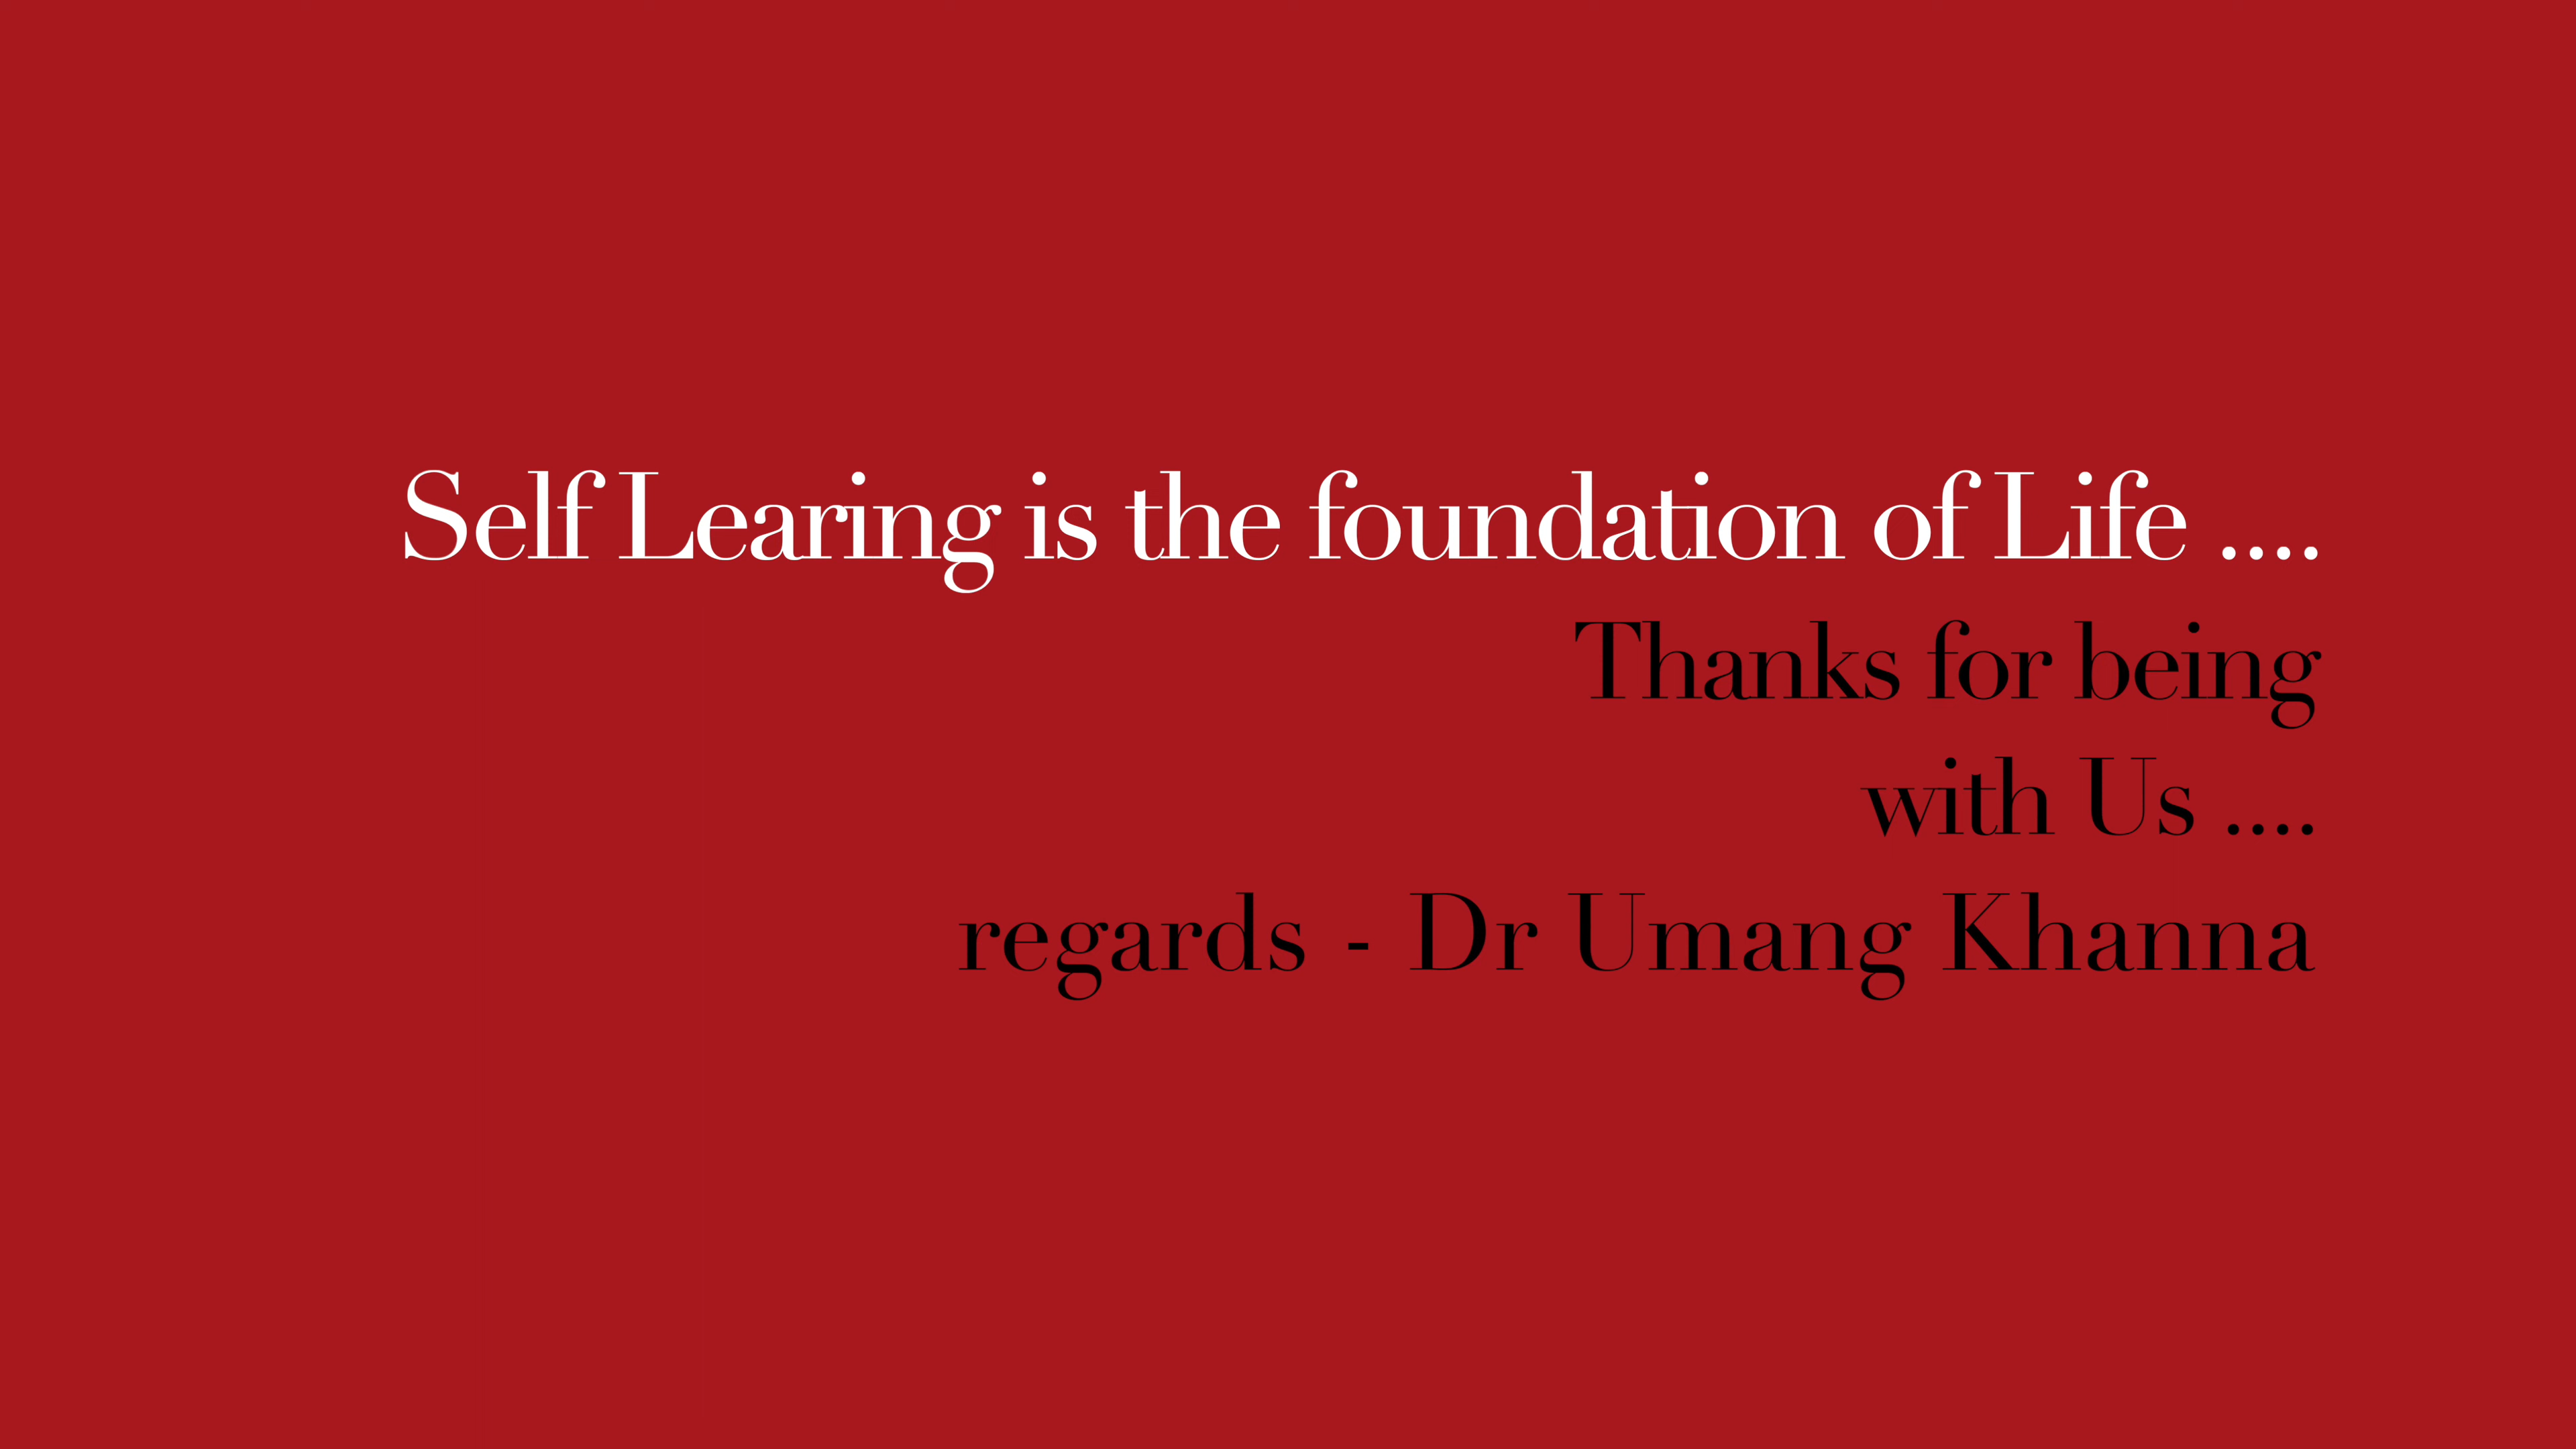 Self Learing is the foundation of Life ....
Thanks for being
with Us ....
regards - Dr Umang Khanna